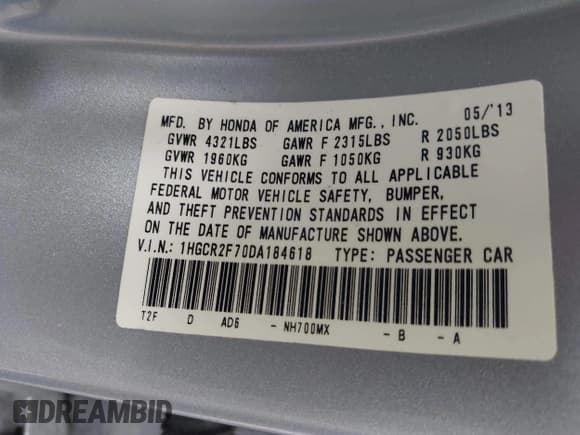 MFD. BY HONDA OF AMERICA MFG., INC. 05/'13
GVWR 4321LBS GAWR F 2315LBS R 2050LBS
GVWR 1960KG GAWR F 1050KG R 930KG
THIS VEHICLE CONFORMS TO ALL APPLICABLE
FEDERAL MOTOR VEHICLE SAFETY, BUMPER,
AND THEFT PREVENTION STANDARDS IN EFFECT
ON THE DATE OF MANUFACTURE SHOWN ABOVE.
V.I.N.: 1HGCR2F70DA184618 TYPE: PASSENGER CAR
T2F D AD6 - NH700MX - B - A
DREAMBID